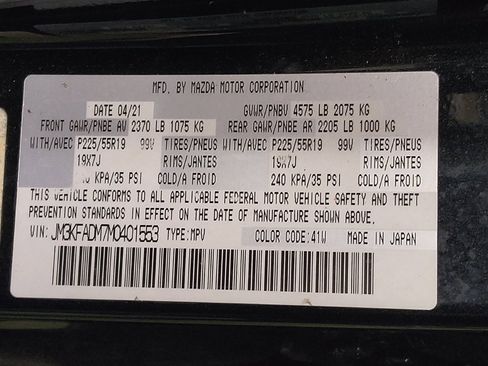 MFD. BY MAZDA MOTOR CORPORATION
DATE 04/21 GVWR/PNBV 4575 LB 2075 KG
FRONT GAWR/PNBE AV 2370 LB 1075 KG REAR GAWR/PNBE AR 2205 LB 1000 KG
WITH/AVEC P225/55R19 99V TIRES/PNEUS WITH/AVEC P225/55R19 99V TIRES/PNEUS
19X7J RIMS/JANTES 19X7J RIMS/JANTES
KPA/35 PSI COLD/A FROID 240 KPA/35 PSI COLD/A FROID
THIS VEHICLE CONFORMS TO ALL APPLICABLE FEDERAL MOTOR VEHICLE SAFETY AND THEFT
PREVENTION STANDARDS IN EFFECT ON THE DATE OF MANUFACTURE SHOWN ABOVE.
VIN: JM3KFADM7M0401553 TYPE:MPV COLOR CODE:41W MADE IN JAPAN